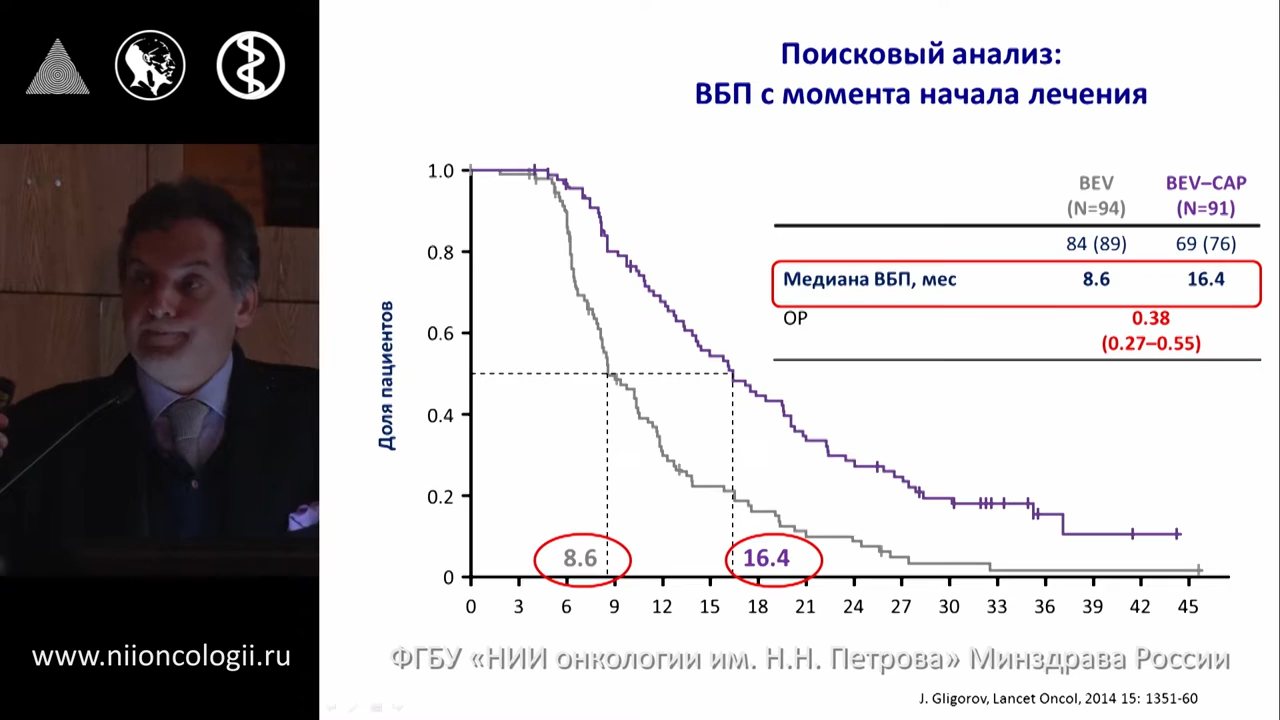 Поисковый анализ:
ВБП с момента начала лечения
BEV
(N=94)
BEV–CAP
(N=91)
84 (89)
69 (76)
Медиана ВБП, мес
8.6
16.4
ОР
0.38
(0.27–0.55)
Доля пациентов
1.0
0.8
0.6
0.4
0.2
0
8.6
16.4
0 3 6 9 12 15 18 21 24 27 30 33 36 39 42 45
www.niioncologii.ru
ФГБУ «НИИ онкологии им. Н.Н. Петрова» Минздрава России
J. Gligorov, Lancet Oncol, 2014 15: 1351-60